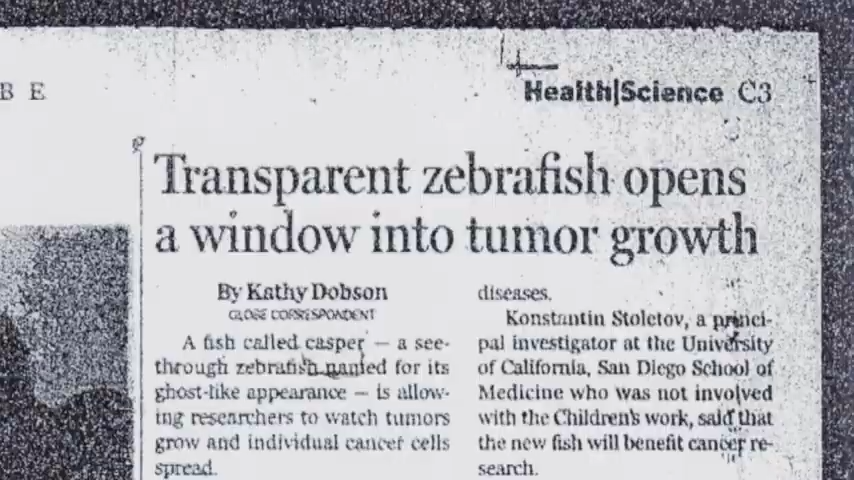 B E
Health|Science C3
Transparent zebrafish opens
a window into tumor growth
By Kathy Dobson
GLOBE CORRESPONDENT
A fish called casper — a see-
through zebrafish named for its
ghost-like appearance — is allow-
ing researchers to watch tumors
grow and individual cancer cells
spread.
diseases.
Konstantin Stoletov, a princi-
pal investigator at the University
of California, San Diego School of
Medicine who was not involved
with the Children's work, said that
the new fish will benefit cancer re-
search.